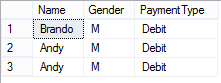 Name Gender PaymentType
1 Brando M Debit
2 Andy M Debit
3 Andy M Debit